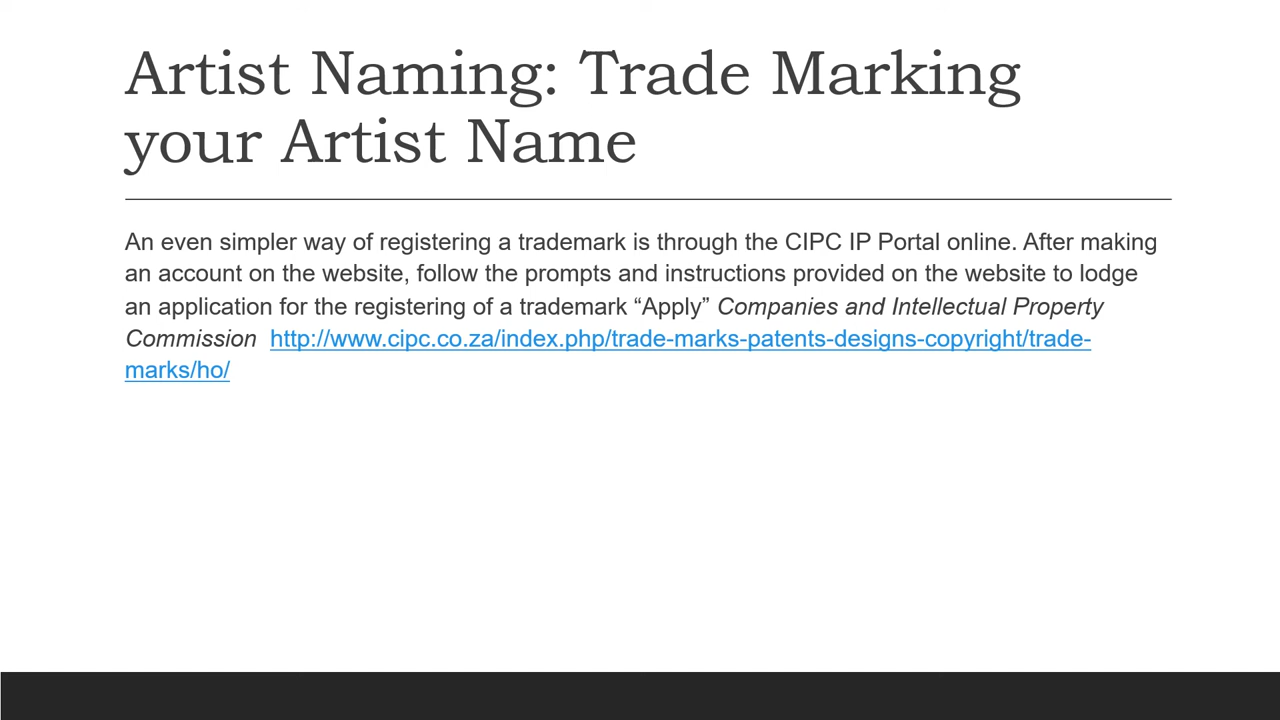 Artist Naming: Trade Marking
your Artist Name
An even simpler way of registering a trademark is through the CIPC IP Portal online. After making
an account on the website, follow the prompts and instructions provided on the website to lodge
an application for the registering of a trademark “Apply” Companies and Intellectual Property
Commission http://www.cipc.co.za/index.php/trade-marks-patents-designs-copyright/trade-
marks/ho/